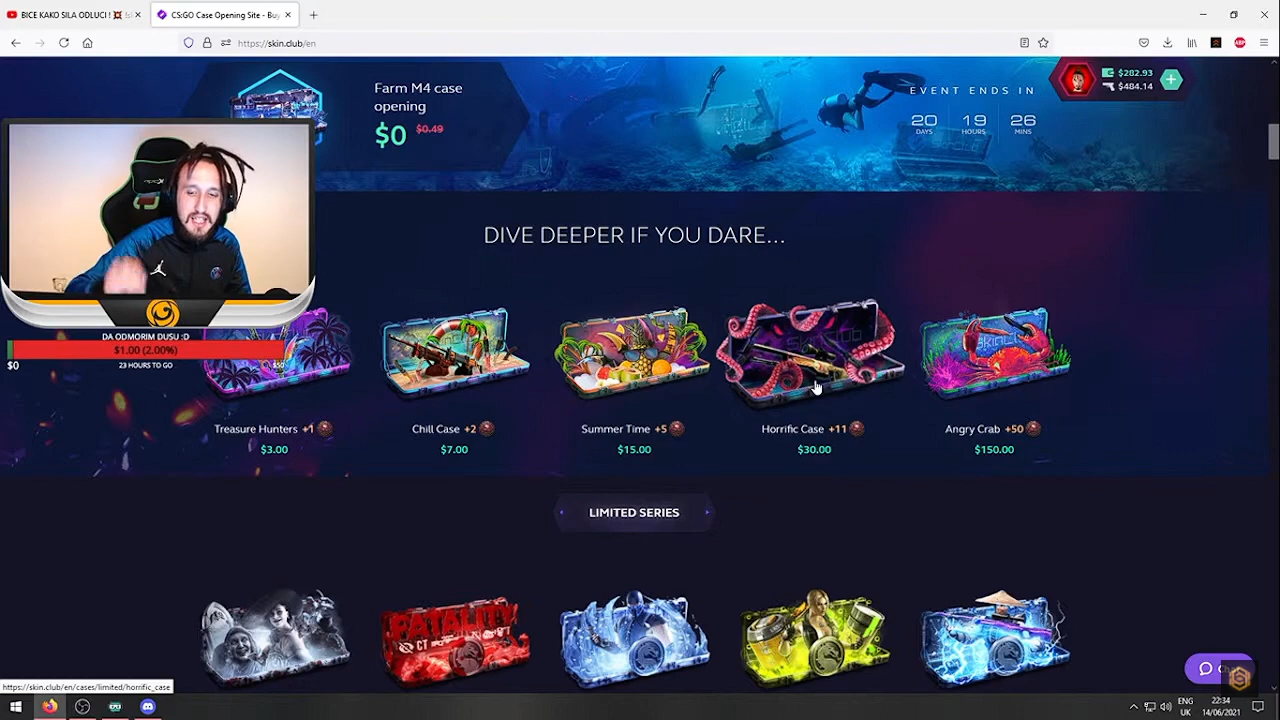 BICE KAKO SILA ODLUCI !
CS:GO Case Opening Site - Buy
https://skin.club/en
ABP
Farm M4 case
opening
$0 $0.49
EVENT ENDS IN
20 19 26
DAYS HOURS MINS
$282.93
$484.14
DIVE DEEPER IF YOU DARE...
DA ODMORIM DUSU :D
$1.00 (2.00%)
$0 23 HOURS TO GO $50
Treasure Hunters +1
Chill Case +2
Summer Time +5
Horrific Case +11
Angry Crab +50
$3.00
$7.00
$15.00
$30.00
$150.00
LIMITED SERIES
FATALITY
CT
https://skin.club/en/cases/limited/horrific_case
ENG
UK
22:34
14/06/2021